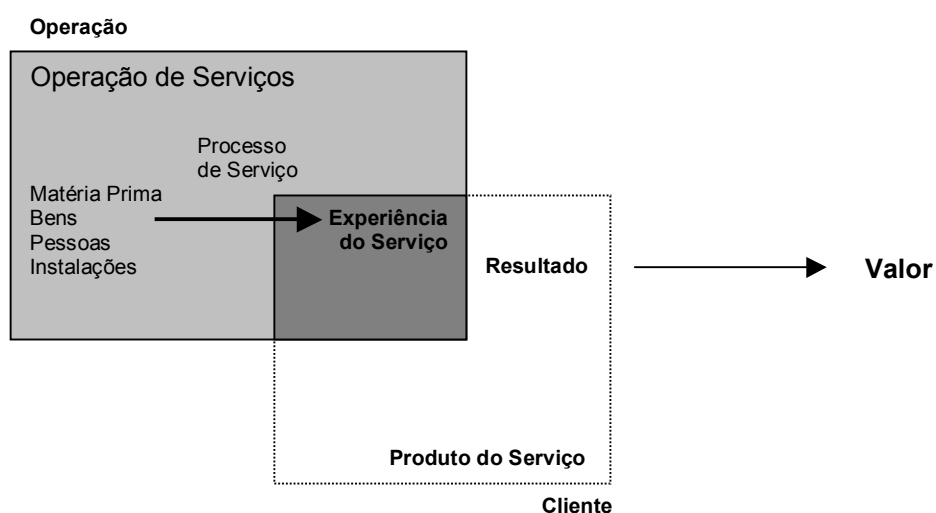 Operação
Operação de Serviços
Processo
de Serviço
Matéria Prima
Bens
Pessoas
Instalações
Experiência
do Serviço
Resultado
Valor
Produto do Serviço
Cliente